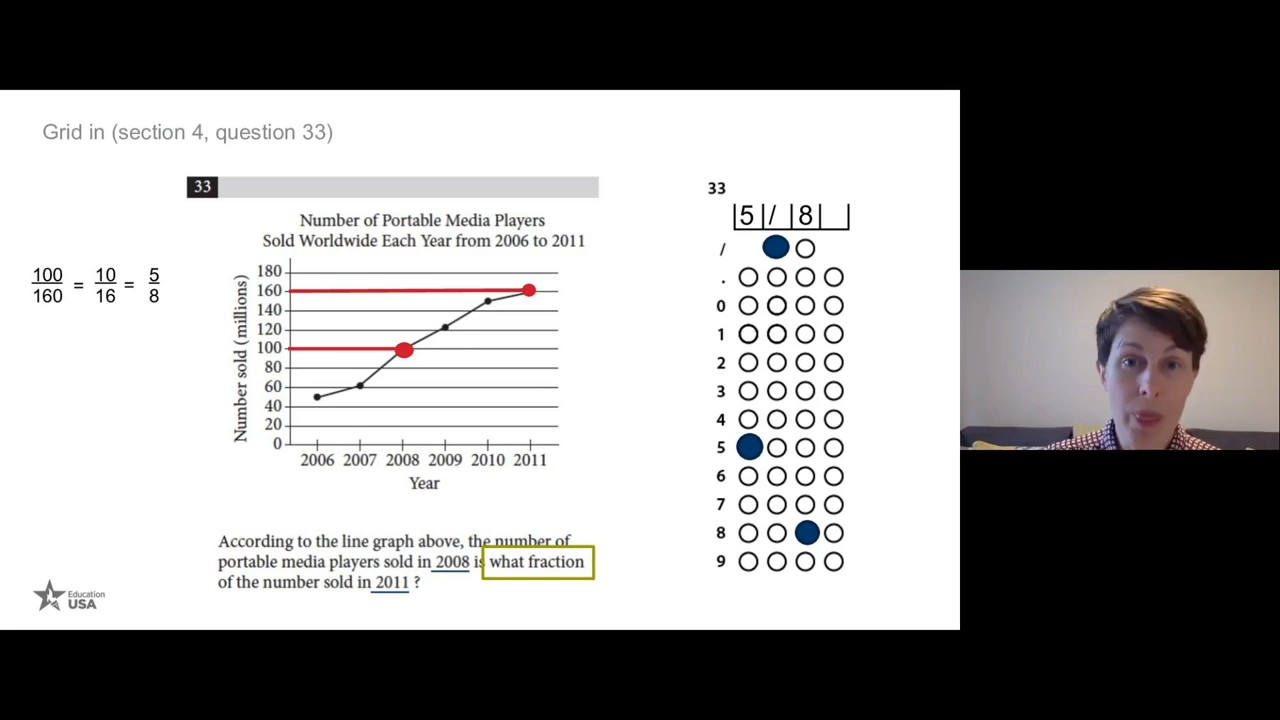 Grid in (section 4, question 33)
33
Number of Portable Media Players
Sold Worldwide Each Year from 2006 to 2011
Number sold (millions)
180
160
140
120
100
80
60
40
20
0
2006 2007 2008 2009 2010 2011
Year
100/160 = 10/16 = 5/8
According to the line graph above, the number of
portable media players sold in 2008 is what fraction
of the number sold in 2011 ?
33
5 / 8
/
.
0
1
2
3
4
5
6
7
8
9
Education
USA